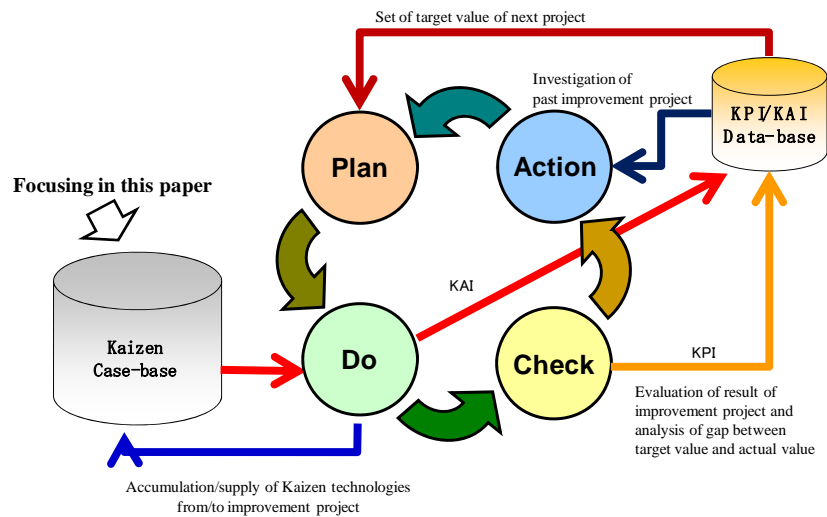 Set of target value of next project
Investigation of
past improvement project
KPI/KAI
Data-base
Plan
Action
Focusing in this paper
KAI
Kaizen
Case-base
Do
Check
KPI
Evaluation of result of
improvement project and
analysis of gap between
target value and actual value
Accumulation/supply of Kaizen technologies
from/to improvement project